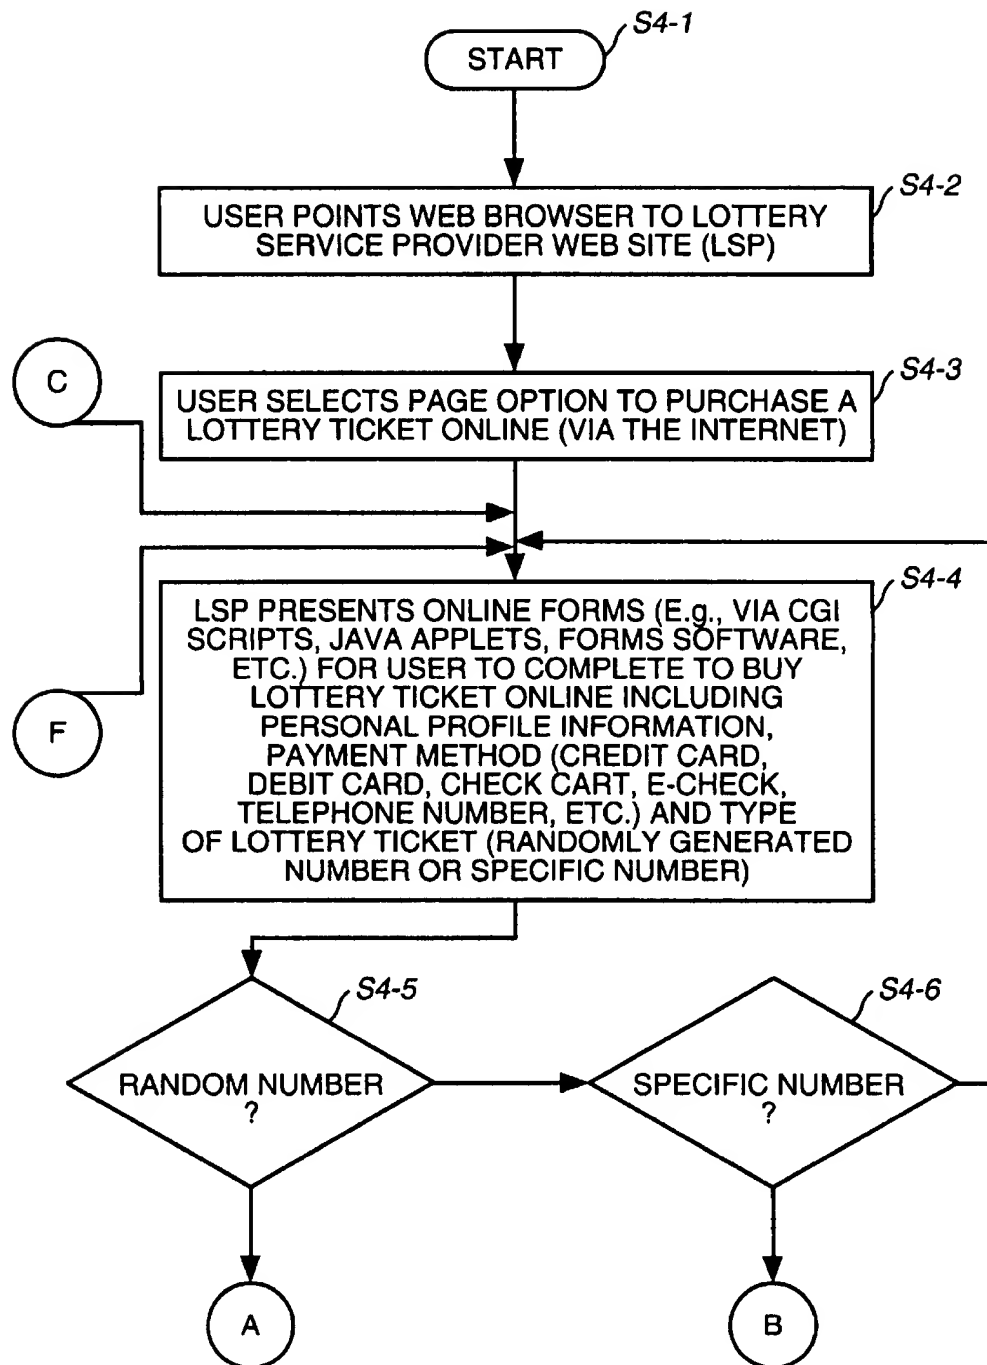 S4-1
START
S4-2
USER POINTS WEB BROWSER TO LOTTERY
SERVICE PROVIDER WEB SITE (LSP)
C
S4-3
USER SELECTS PAGE OPTION TO PURCHASE A
LOTTERY TICKET ONLINE (VIA THE INTERNET)
S4-4
LSP PRESENTS ONLINE FORMS (E.g., VIA CGI
SCRIPTS, JAVA APPLETS, FORMS SOFTWARE,
ETC.) FOR USER TO COMPLETE TO BUY
LOTTERY TICKET ONLINE INCLUDING
PERSONAL PROFILE INFORMATION,
PAYMENT METHOD (CREDIT CARD,
DEBIT CARD, CHECK CART, E-CHECK,
TELEPHONE NUMBER, ETC.) AND TYPE
OF LOTTERY TICKET (RANDOMLY GENERATED
NUMBER OR SPECIFIC NUMBER)
F
S4-5
RANDOM NUMBER
?
S4-6
SPECIFIC NUMBER
?
A
B